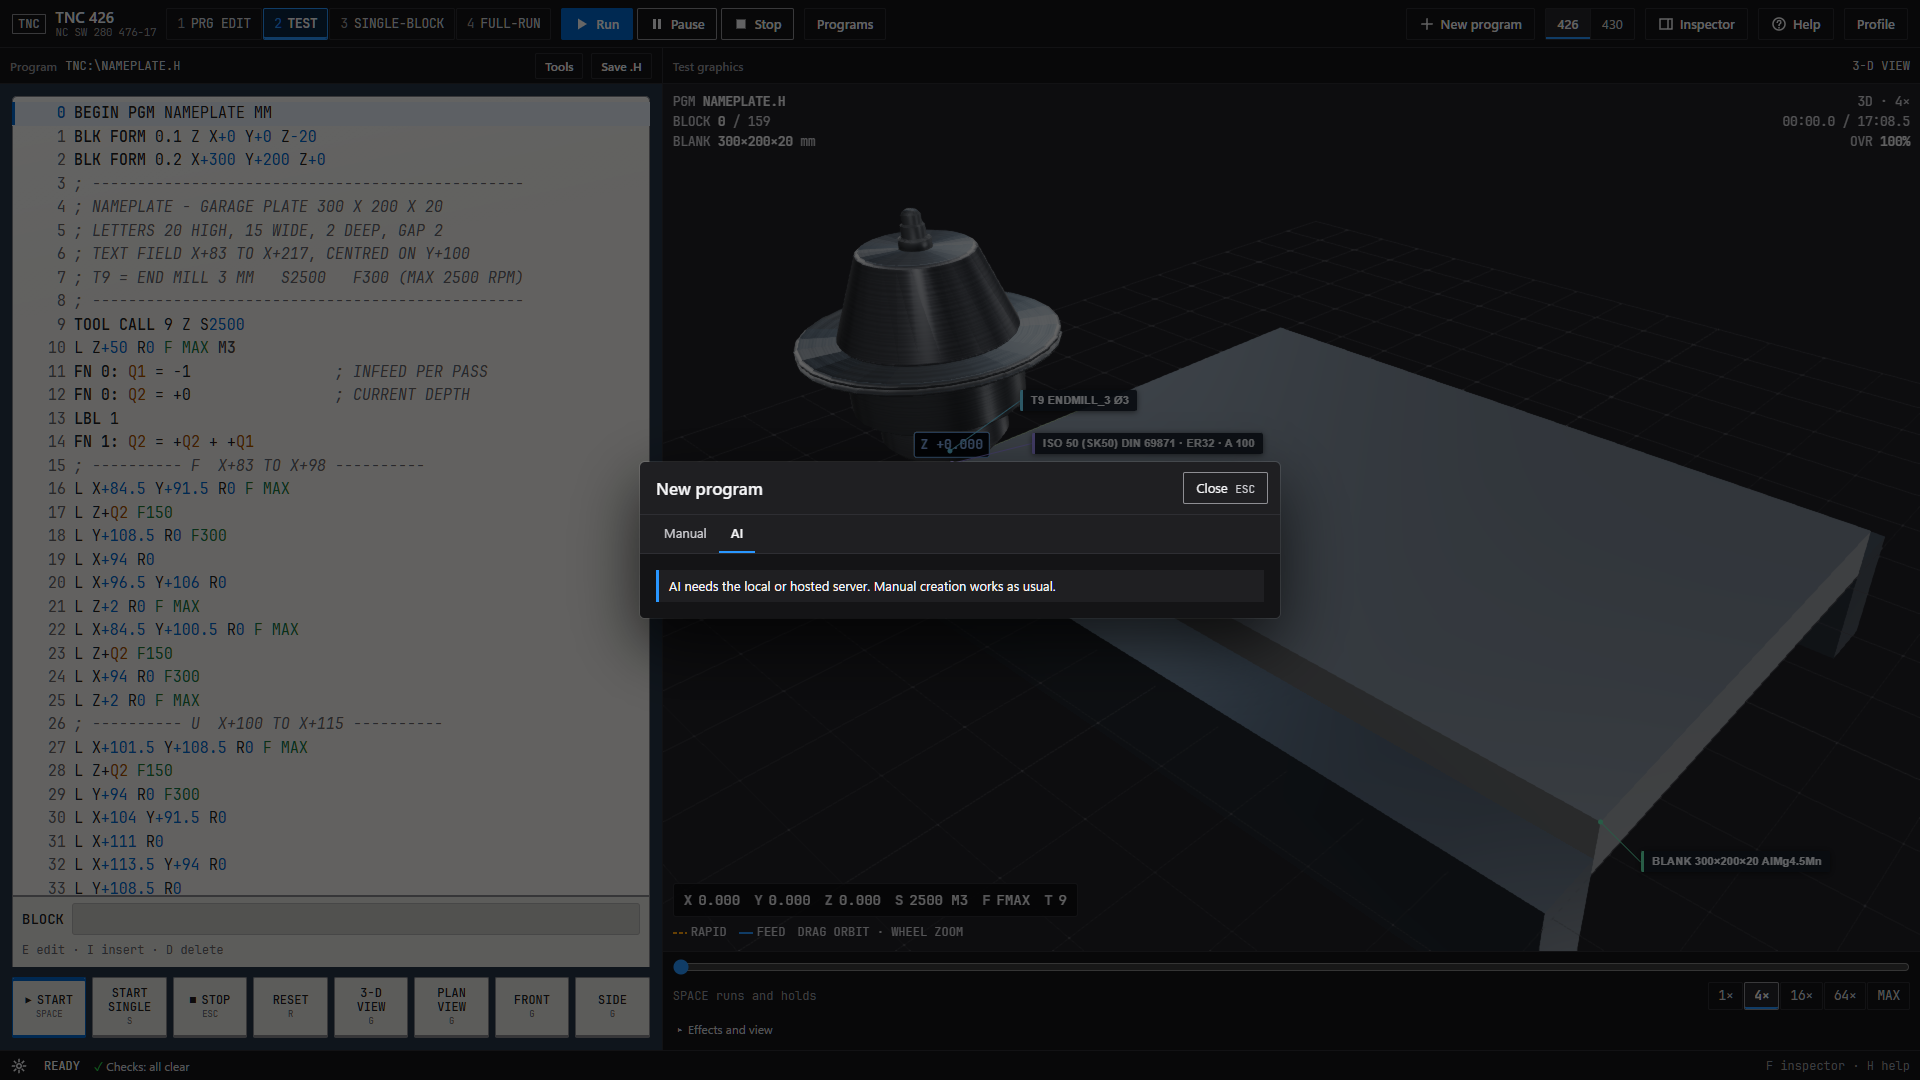 TNC TNC 426 NC SW 280 476-17 1 PRG EDIT 2 TEST 3 SINGLE-BLOCK 4 FULL-RUN Run Pause Stop Programs New program 426 430 Inspector Help Profile
Program TNC:\NAMEPLATE.H Tools Save .H
Test graphics 3-D VIEW
0 BEGIN PGM NAMEPLATE MM
1 BLK FORM 0.1 Z X+0 Y+0 Z-20
2 BLK FORM 0.2 X+300 Y+200 Z+0
3 ; ------------------------------------------------
4 ; NAMEPLATE - GARAGE PLATE 300 X 200 X 20
5 ; LETTERS 20 HIGH, 15 WIDE, 2 DEEP, GAP 2
6 ; TEXT FIELD X+83 TO X+217, CENTRED ON Y+100
7 ; T9 = END MILL 3 MM   S2500   F300 (MAX 2500 RPM)
8 ; ------------------------------------------------
9 TOOL CALL 9 Z S2500
10 L Z+50 R0 F MAX M3
11 FN 0: Q1 = -1 ; INFEED PER PASS
12 FN 0: Q2 = +0 ; CURRENT DEPTH
13 LBL 1
14 FN 1: Q2 = +Q2 + +Q1
15 ; ---------- F  X+83 TO X+98 ----------
16 L X+84.5 Y+91.5 R0 F MAX
17 L Z+Q2 F150
18 L Y+108.5 R0 F300
19 L X+94 R0
20 L X+96.5 Y+106 R0
21 L Z+2 R0 F MAX
22 L X+84.5 Y+100.5 R0 F MAX
23 L Z+Q2 F150
24 L X+94 R0 F300
25 L Z+2 R0 F MAX
26 ; ---------- U  X+100 TO X+115 ----------
27 L X+101.5 Y+108.5 R0 F MAX
28 L Z+Q2 F150
29 L Y+94 R0 F300
30 L X+104 Y+91.5 R0
31 L X+111 R0
32 L X+113.5 Y+94 R0
33 L Y+108.5 R0
BLOCK
E edit · I insert · D delete
START SPACE
START SINGLE S
STOP ESC
RESET R
3-D VIEW G
PLAN VIEW G
FRONT G
SIDE G
PGM NAMEPLATE.H
BLOCK 0 / 159
BLANK 300×200×20 mm
3D · 4×
00:00.0 / 17:08.5
OVR 100%
T9 ENDMILL_3 Ø3
Z +0.000
ISO 50 (SK50) DIN 69871 · ER32 · A 100
New program Close ESC
Manual AI
AI needs the local or hosted server. Manual creation works as usual.
BLANK 300×200×20 AlMg4.5Mn
X 0.000 Y 0.000 Z 0.000 S 2500 M3 F FMAX T 9
RAPID FEED DRAG ORBIT · WHEEL ZOOM
SPACE runs and holds 1× 4× 16× 64× MAX
Effects and view
READY ✓ Checks: all clear F inspector · H help